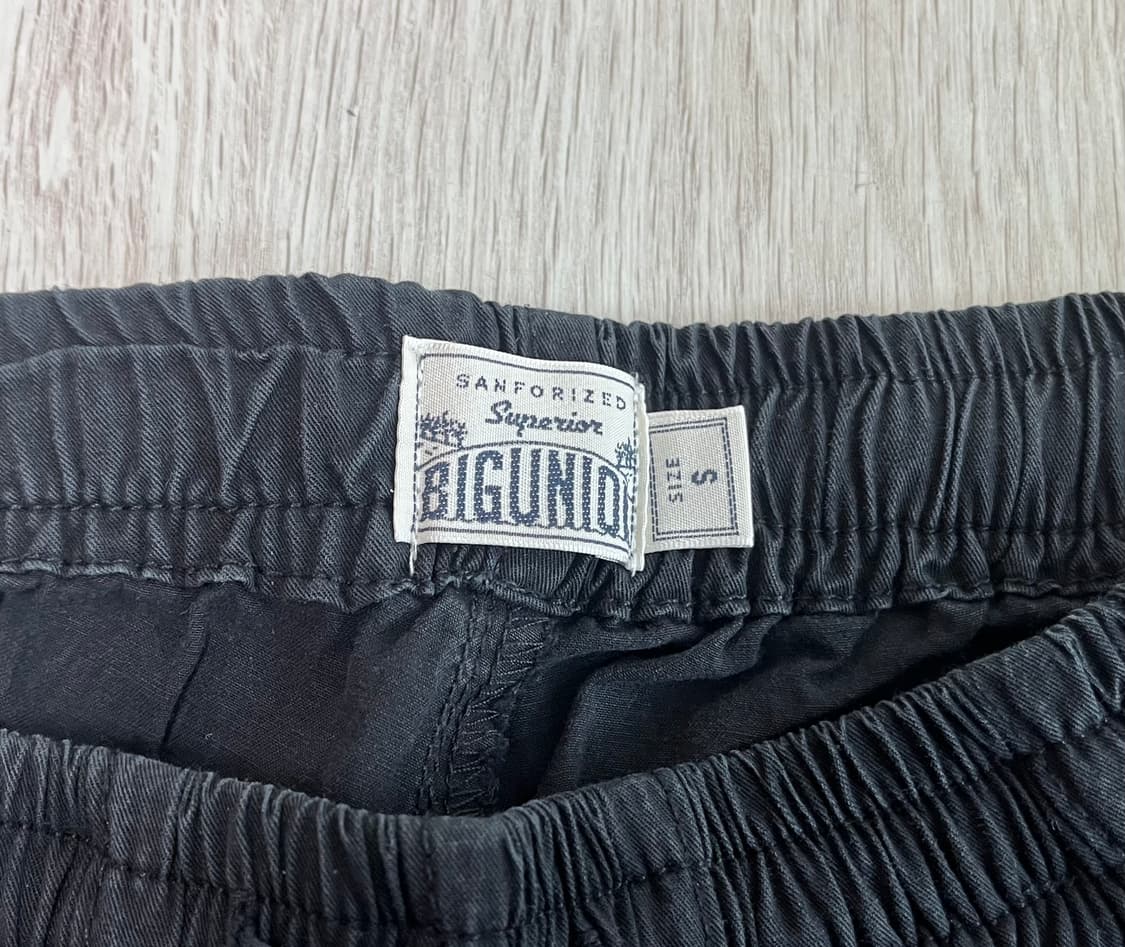 SANFORIZED
Superior
BIGUNIO
SIZE
S